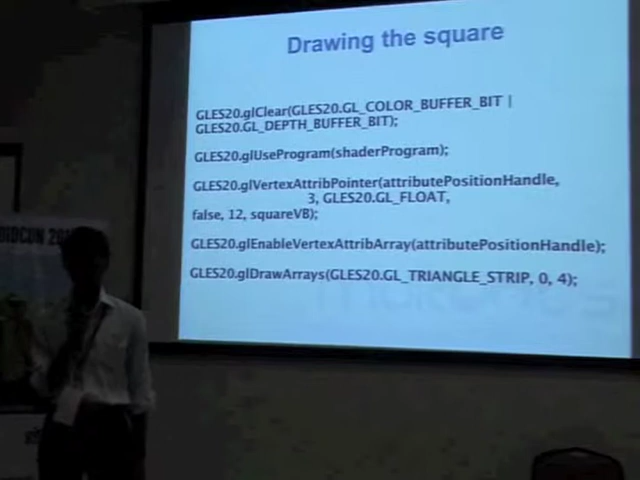 Drawing the square
GLES20.glClear(GLES20.GL_COLOR_BUFFER_BIT |
GLES20.GL_DEPTH_BUFFER_BIT);
GLES20.glUseProgram(shaderProgram);
GLES20.glVertexAttribPointer(attributePositionHandle,
3, GLES20.GL_FLOAT,
false, 12, squareVB);
GLES20.glEnableVertexAttribArray(attributePositionHandle);
GLES20.glDrawArrays(GLES20.GL_TRIANGLE_STRIP, 0, 4);